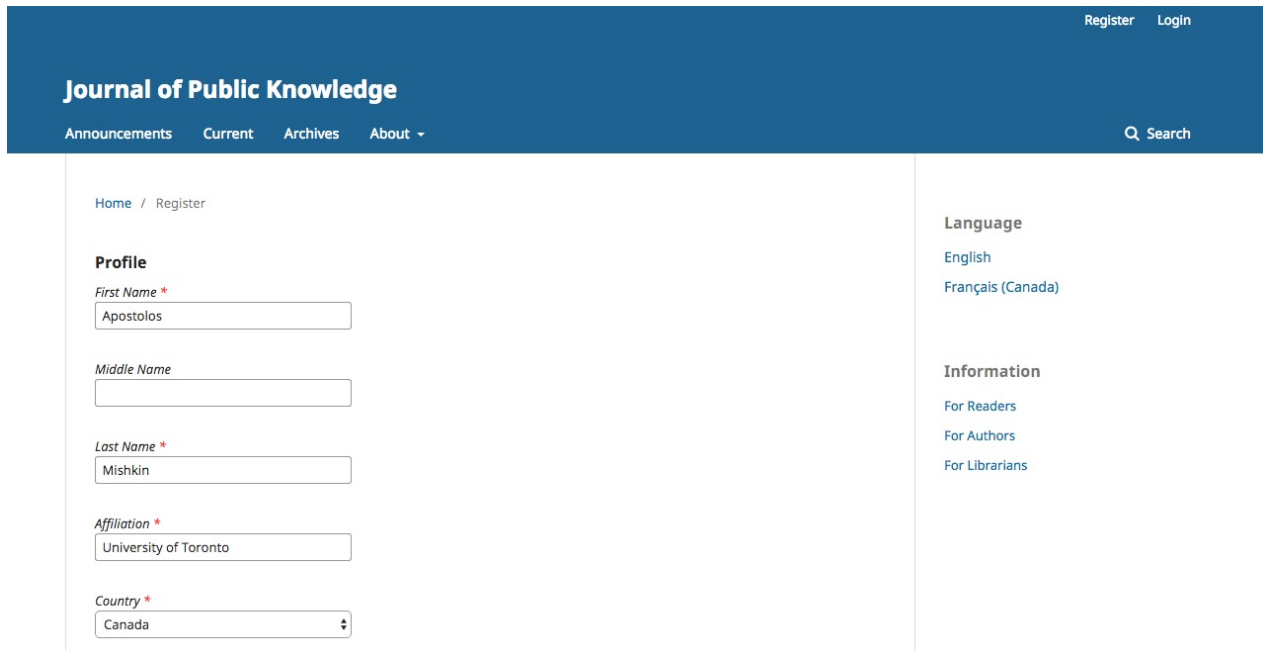 Register Login
Journal of Public Knowledge
Announcements Current Archives About
Search
Home / Register
Profile
First Name *
Apostolos
Middle Name
Last Name *
Mishkin
Affiliation *
University of Toronto
Country *
Canada
Language
English
Français (Canada)
Information
For Readers
For Authors
For Librarians